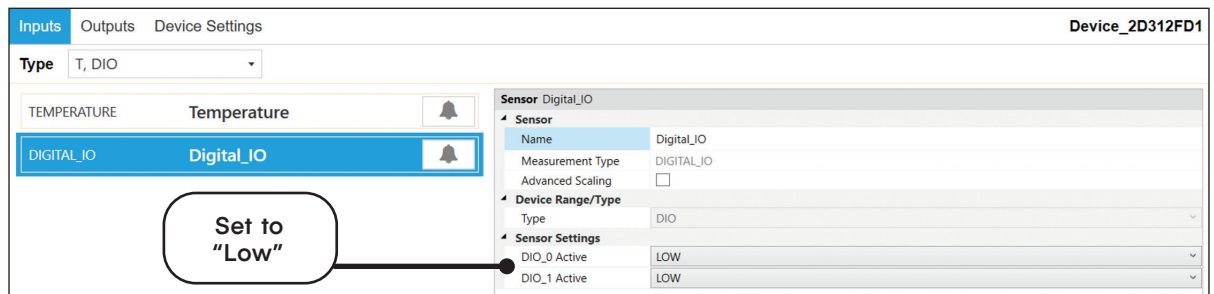 Inputs Outputs Device Settings Device_2D312FD1
Type T, DIO
TEMPERATURE Temperature
DIGITAL_IO Digital_IO
Sensor Digital_IO
Sensor
Name Digital_IO
Measurement Type DIGITAL_IO
Advanced Scaling
Device Range/Type
Type DIO
Sensor Settings
DIO_0 Active LOW
DIO_1 Active LOW
Set to
“Low”